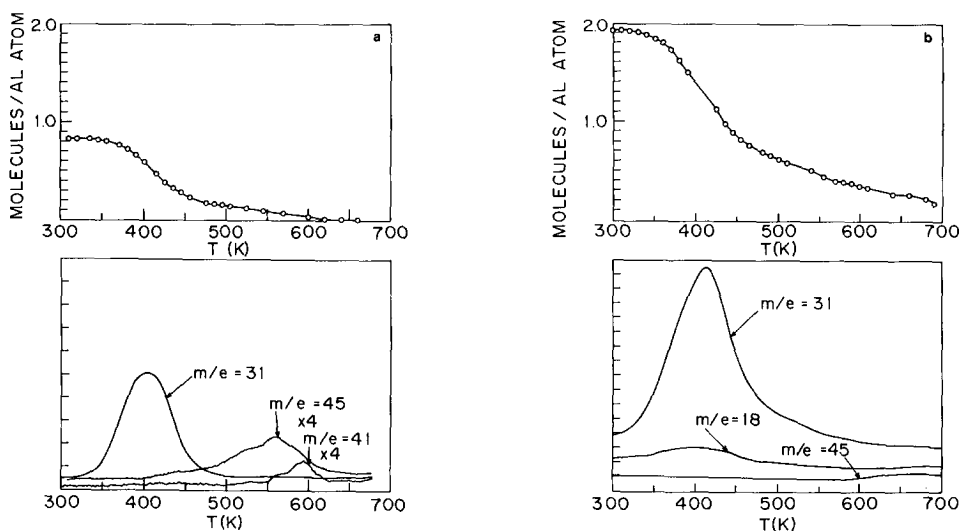 2.0
a
1.0
MOLECULES / AL ATOM
300 400 500 600 700
T (K)
m/e = 31
m/e = 45
x4
m/e = 41
x4
300 400 500 600 700
T (K)
2.0
b
1.0
MOLECULES / AL ATOM
300 400 500 600 700
T(K)
m/e = 31
m/e = 18
m/e = 45
300 400 500 600 700
T(K)